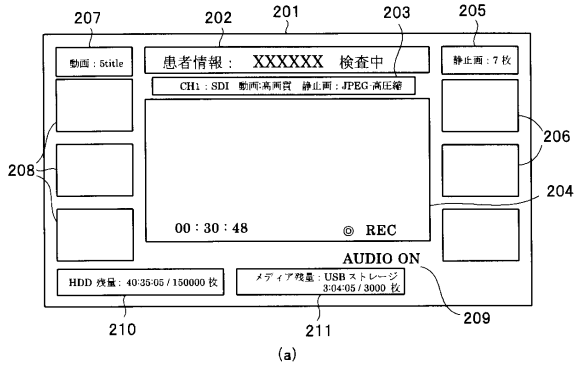 201
207
202
203
205
動画：5title
患者情報： XXXXXX 検査中
静止画：7 枚
CH1：SDI 動画:高画質 静止画：JPEG-高圧縮
206
208
204
00：30：48
◎ REC
AUDIO ON
HDD 残量：40:35:05 / 150000 枚
メディア残量：USB ストレージ
3:04:05 / 3000 枚
209
210
211
(a)